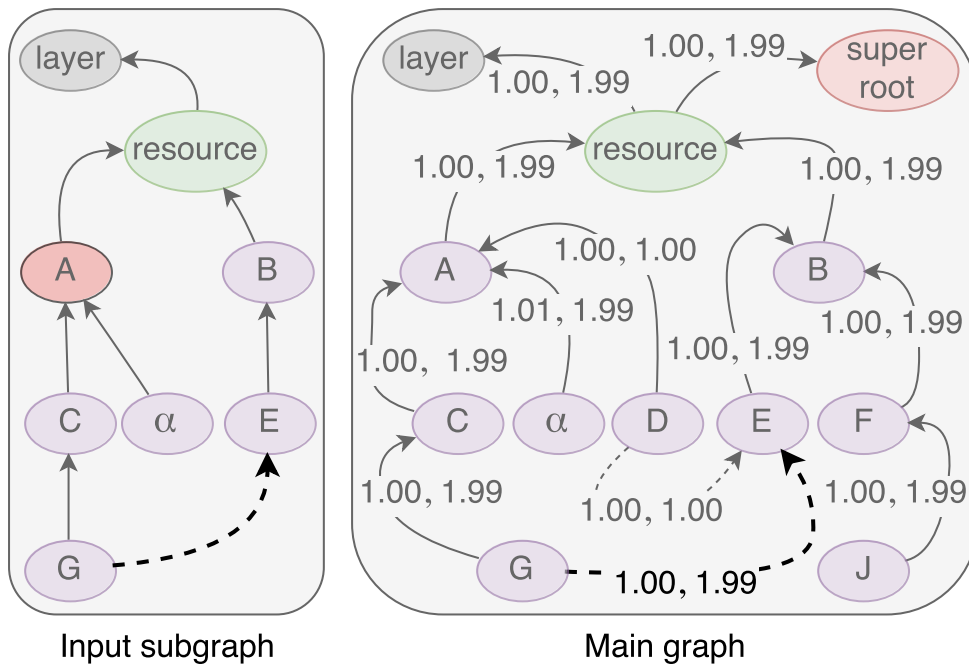 layer
resource
A
B
C
α
E
G
Input subgraph
layer
super
root
1.00, 1.99
1.00, 1.99
resource
1.00, 1.99
1.00, 1.99
A
1.00, 1.00
B
1.01, 1.99
1.00, 1.99
1.00, 1.99
1.00, 1.99
C
α
D
E
F
1.00, 1.99
1.00, 1.00
1.00, 1.99
G
1.00, 1.99
J
Main graph